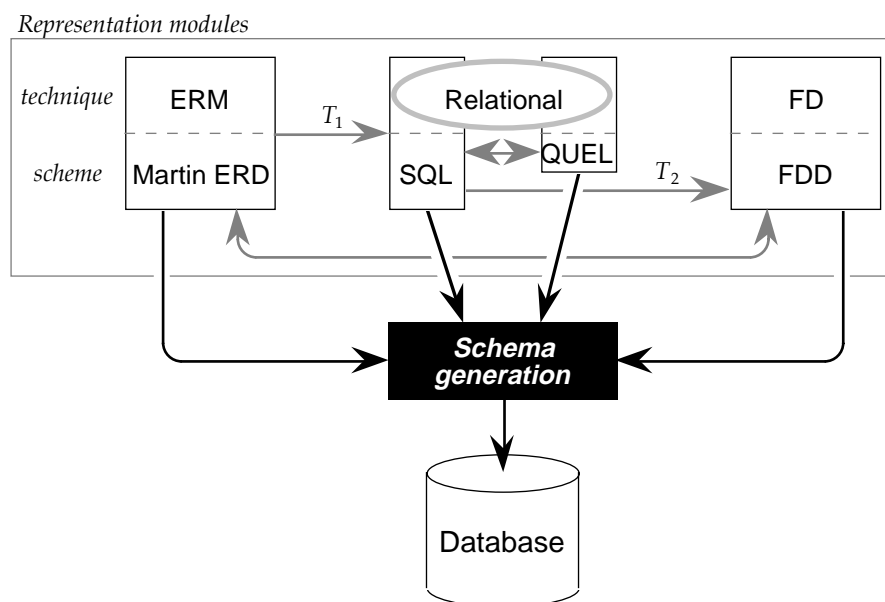 Representation modules
technique
ERM
Relational
FD
T1
scheme
Martin ERD
SQL
QUEL
T2
FDD
Schema
generation
Database